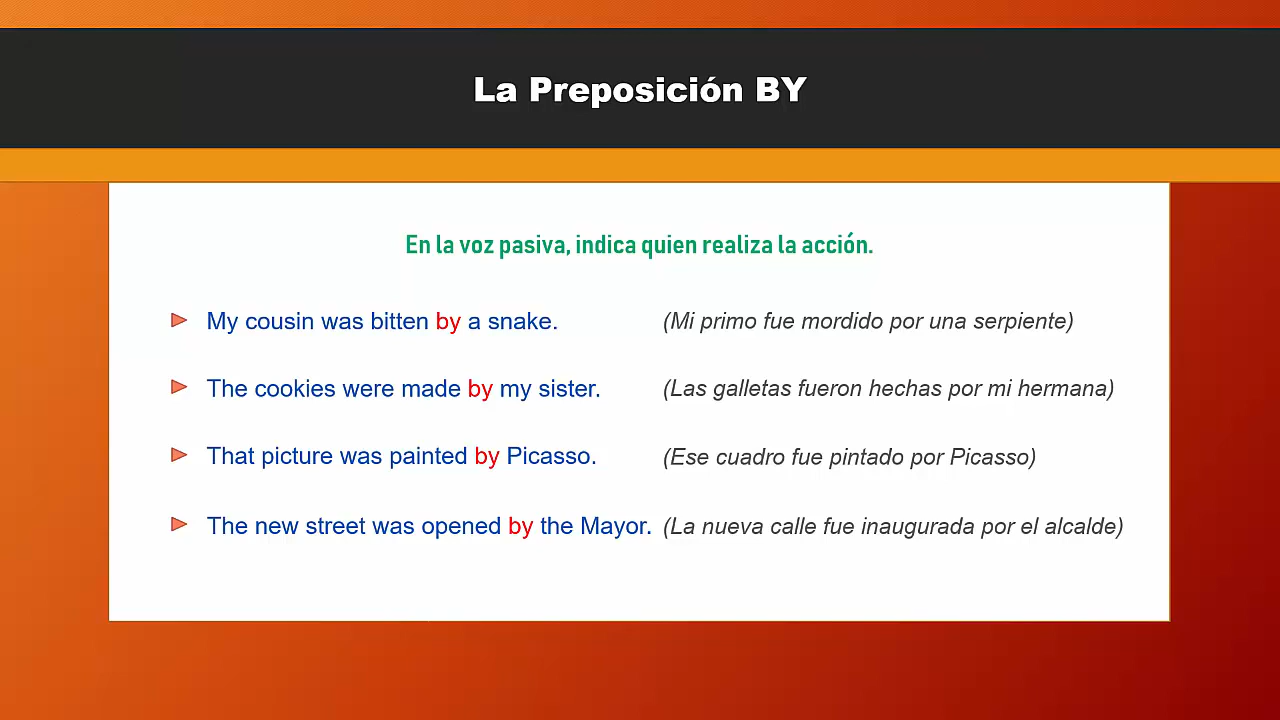 La Preposición BY
En la voz pasiva, indica quien realiza la acción.
My cousin was bitten by a snake. (Mi primo fue mordido por una serpiente)
The cookies were made by my sister. (Las galletas fueron hechas por mi hermana)
That picture was painted by Picasso. (Ese cuadro fue pintado por Picasso)
The new street was opened by the Mayor. (La nueva calle fue inaugurada por el alcalde)